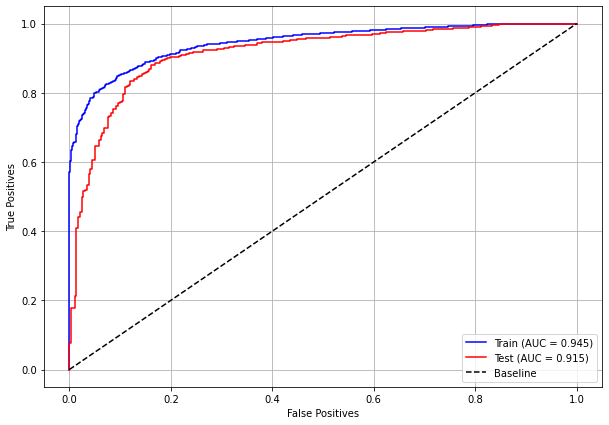 1.0
0.8
0.6
0.4
0.2
0.0
True Positives
0.0 0.2 0.4 0.6 0.8 1.0
False Positives
Train (AUC = 0.945)
Test (AUC = 0.915)
Baseline